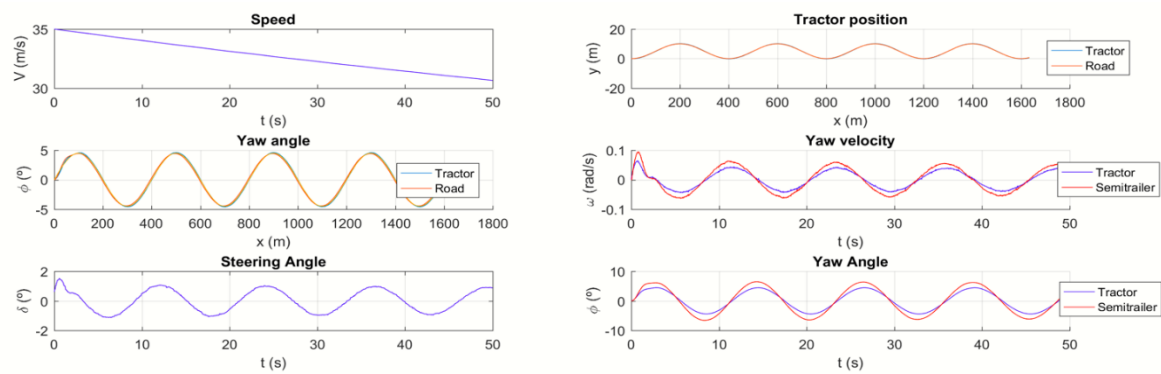 Speed
35
30
V (m/s)
0 10 20 30 40 50
t (s)
Tractor position
20
0
-20
y (m)
0 200 400 600 800 1000 1200 1400 1600 1800
x (m)
Tractor
Road
Yaw angle
5
0
-5
ϕ (º)
0 200 400 600 800 1000 1200 1400 1600 1800
x (m)
Tractor
Road
Yaw velocity
0.1
0
-0.1
ω (rad/s)
0 10 20 30 40 50
t (s)
Tractor
Semitrailer
Steering Angle
2
0
-2
δ (º)
0 10 20 30 40 50
t (s)
Yaw Angle
10
0
-10
ϕ (º)
0 10 20 30 40 50
t (s)
Tractor
Semitrailer